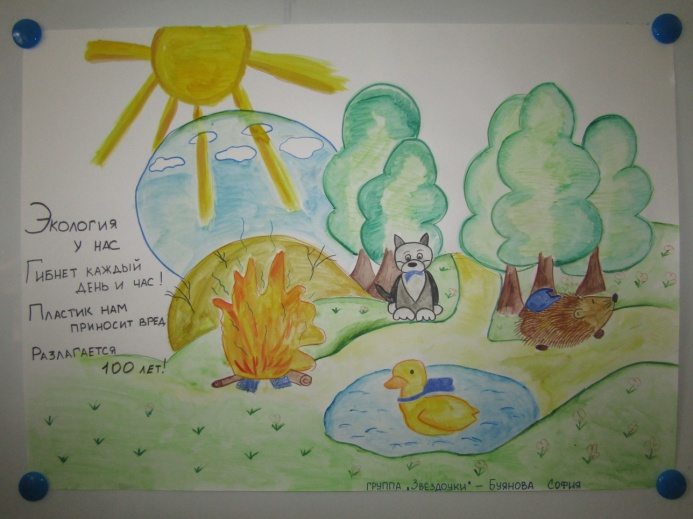 Экология
у нас
Гибнет каждый
день и час!
Пластик нам
приносит вред
Разлагается
100 лет!
группа "Звездочки" - Буянова София